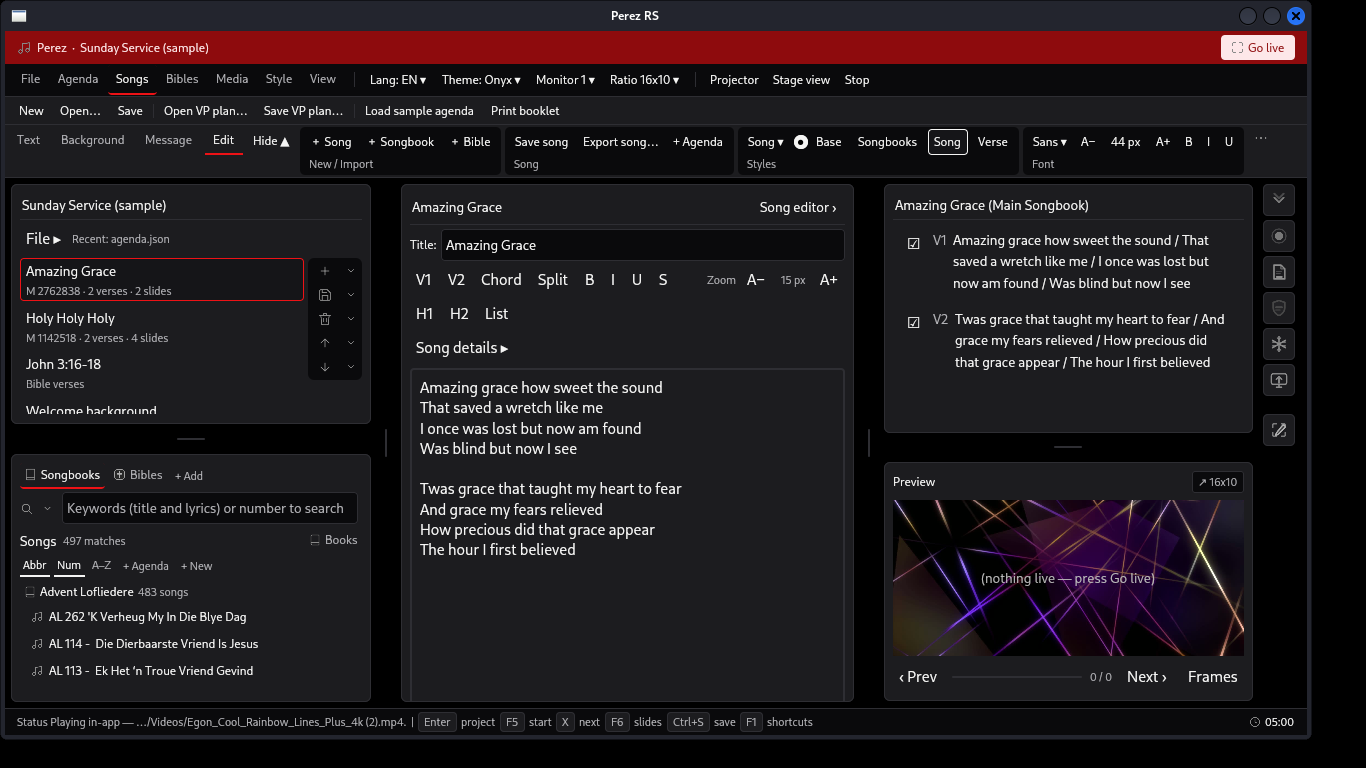 Perez RS
Perez · Sunday Service (sample)
Go live
File Agenda Songs Bibles Media Style View Lang: EN ▾ Theme: Onyx ▾ Monitor 1 ▾ Ratio 16x10 ▾ Projector Stage view Stop
New Open… Save Open VP plan… Save VP plan… Load sample agenda Print booklet
Text Background Message Edit Hide ▲
+ Song + Songbook + Bible
New / Import
Save song Export song… + Agenda
Song
Song ▾ Base Songbooks Song Verse
Styles
Sans ▾ A− 44 px A+ B I U
Font
…
Sunday Service (sample)
File ▸ Recent: agenda.json
Amazing Grace
M 2762838 · 2 verses · 2 slides
Holy Holy Holy
M 1142518 · 2 verses · 4 slides
John 3:16-18
Bible verses
Welcome background
Songbooks Bibles + Add
Keywords (title and lyrics) or number to search
Songs 497 matches Books
Abbr Num A–Z + Agenda + New
Advent Lofliedere 483 songs
AL 262 'K Verheug My In Die Blye Dag
AL 114 - Die Dierbaarste Vriend Is Jesus
AL 113 - Ek Het ‘n Troue Vriend Gevind
Amazing Grace Song editor ›
Title: Amazing Grace
V1 V2 Chord Split B I U S Zoom A− 15 px A+
H1 H2 List
Song details ▸
Amazing grace how sweet the sound
That saved a wretch like me
I once was lost but now am found
Was blind but now I see
Twas grace that taught my heart to fear
And grace my fears relieved
How precious did that grace appear
The hour I first believed
Amazing Grace (Main Songbook)
V1 Amazing grace how sweet the sound / That
saved a wretch like me / I once was lost but
now am found / Was blind but now I see
V2 Twas grace that taught my heart to fear / And
grace my fears relieved / How precious did
that grace appear / The hour I first believed
Preview ↗ 16x10
(nothing live — press Go live)
‹ Prev 0 / 0 Next › Frames
Status Playing in-app — …/Videos/Egon_Cool_Rainbow_Lines_Plus_4k (2).mp4. | Enter project F5 start X next F6 slides Ctrl+S save F1 shortcuts 05:00